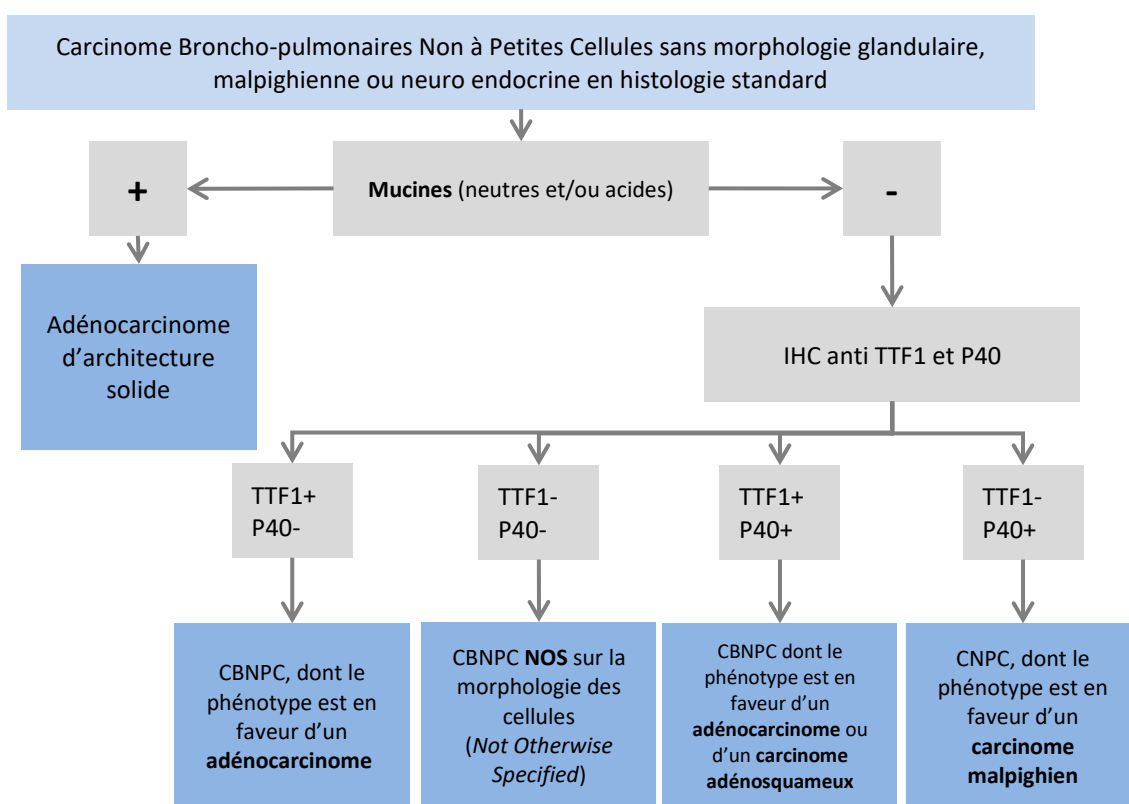 Carcinome Broncho-pulmonaires Non à Petites Cellules sans morphologie glandulaire,
malpighienne ou neuro endocrine en histologie standard
+
Mucines (neutres et/ou acides)
-
Adénocarcinome
d’architecture
solide
IHC anti TTF1 et P40
TTF1+
P40-
TTF1-
P40-
TTF1+
P40+
TTF1-
P40+
CBNPC, dont le
phénotype est en
faveur d’un
adénocarcinome
CBNPC NOS sur la
morphologie des
cellules
(Not Otherwise
Specified)
CBNPC dont le
phénotype est en
faveur d’un
adénocarcinome ou
d’un carcinome
adénosquameux
CNPC, dont le
phénotype est en
faveur d’un
carcinome
malpighien